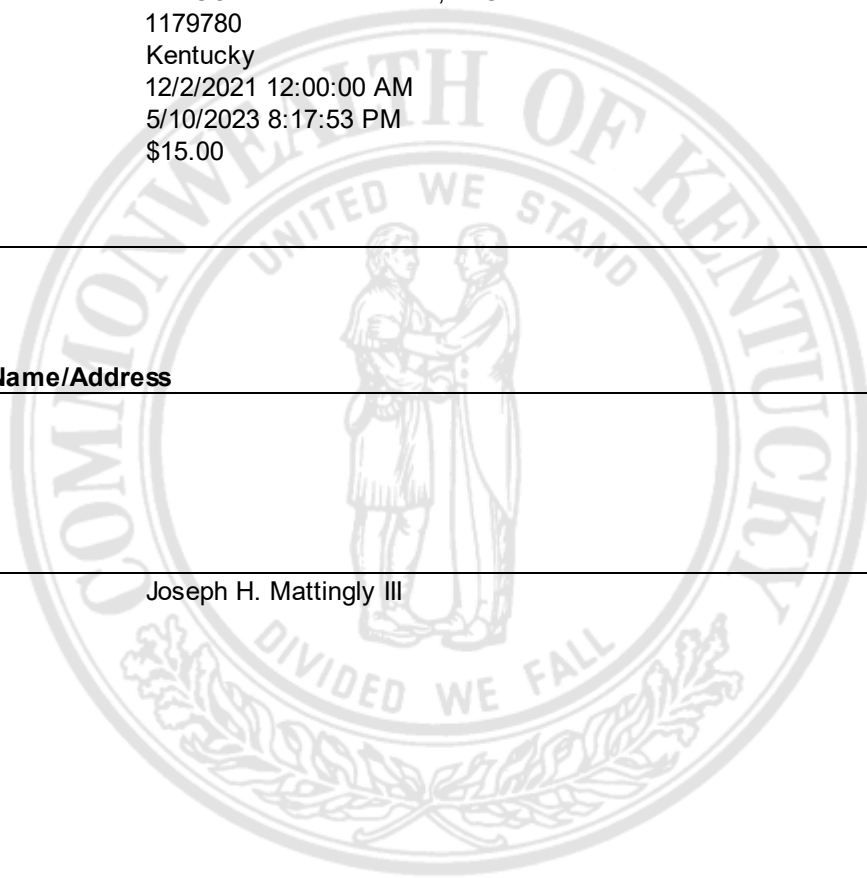 1179780
Kentucky
12/2/2021 12:00:00 AM
5/10/2023 8:17:53 PM
$15.00
COMMONWEALTH OF KENTUCKY
UNITED WE STAND
Name/Address
Joseph H. Mattingly III
DIVIDED WE FALL